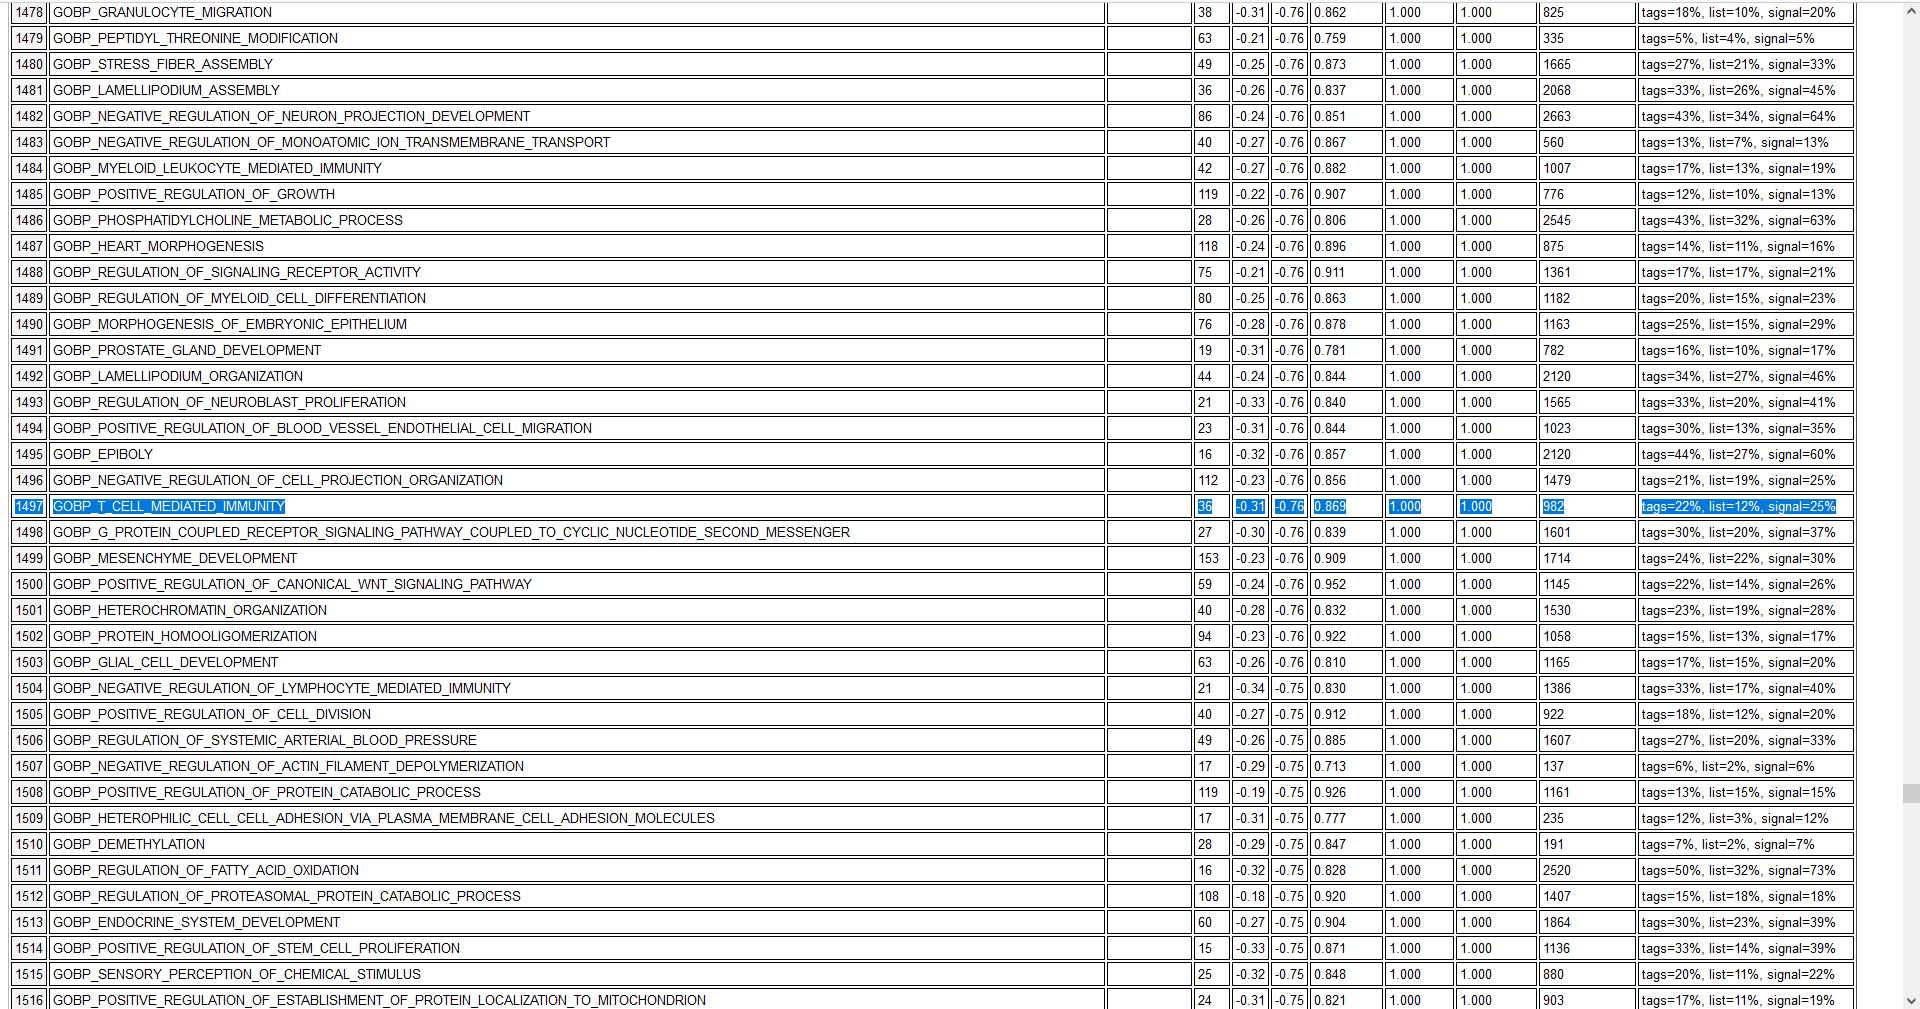 1478 GOBP_GRANULOCYTE_MIGRATION 38 -0.31 -0.76 0.862 1.000 1.000 825 tags=18%, list=10%, signal=20%
1479 GOBP_PEPTIDYL_THREONINE_MODIFICATION 63 -0.21 -0.76 0.759 1.000 1.000 335 tags=5%, list=4%, signal=5%
1480 GOBP_STRESS_FIBER_ASSEMBLY 49 -0.25 -0.76 0.873 1.000 1.000 1665 tags=27%, list=21%, signal=33%
1481 GOBP_LAMELLIPODIUM_ASSEMBLY 36 -0.26 -0.76 0.837 1.000 1.000 2068 tags=33%, list=26%, signal=45%
1482 GOBP_NEGATIVE_REGULATION_OF_NEURON_PROJECTION_DEVELOPMENT 86 -0.24 -0.76 0.851 1.000 1.000 2663 tags=43%, list=34%, signal=64%
1483 GOBP_NEGATIVE_REGULATION_OF_MONOATOMIC_ION_TRANSMEMBRANE_TRANSPORT 40 -0.27 -0.76 0.867 1.000 1.000 560 tags=13%, list=7%, signal=13%
1484 GOBP_MYELOID_LEUKOCYTE_MEDIATED_IMMUNITY 42 -0.27 -0.76 0.882 1.000 1.000 1007 tags=17%, list=13%, signal=19%
1485 GOBP_POSITIVE_REGULATION_OF_GROWTH 119 -0.22 -0.76 0.907 1.000 1.000 776 tags=12%, list=10%, signal=13%
1486 GOBP_PHOSPHATIDYLCHOLINE_METABOLIC_PROCESS 28 -0.26 -0.76 0.806 1.000 1.000 2545 tags=43%, list=32%, signal=63%
1487 GOBP_HEART_MORPHOGENESIS 118 -0.24 -0.76 0.896 1.000 1.000 875 tags=14%, list=11%, signal=16%
1488 GOBP_REGULATION_OF_SIGNALING_RECEPTOR_ACTIVITY 75 -0.21 -0.76 0.911 1.000 1.000 1361 tags=17%, list=17%, signal=21%
1489 GOBP_REGULATION_OF_MYELOID_CELL_DIFFERENTIATION 80 -0.25 -0.76 0.863 1.000 1.000 1182 tags=20%, list=15%, signal=23%
1490 GOBP_MORPHOGENESIS_OF_EMBRYONIC_EPITHELIUM 76 -0.28 -0.76 0.878 1.000 1.000 1163 tags=25%, list=15%, signal=29%
1491 GOBP_PROSTATE_GLAND_DEVELOPMENT 19 -0.31 -0.76 0.781 1.000 1.000 782 tags=16%, list=10%, signal=17%
1492 GOBP_LAMELLIPODIUM_ORGANIZATION 44 -0.24 -0.76 0.844 1.000 1.000 2120 tags=34%, list=27%, signal=46%
1493 GOBP_REGULATION_OF_NEUROBLAST_PROLIFERATION 21 -0.33 -0.76 0.840 1.000 1.000 1565 tags=33%, list=20%, signal=41%
1494 GOBP_POSITIVE_REGULATION_OF_BLOOD_VESSEL_ENDOTHELIAL_CELL_MIGRATION 23 -0.31 -0.76 0.844 1.000 1.000 1023 tags=30%, list=13%, signal=35%
1495 GOBP_EPIBOLY 16 -0.32 -0.76 0.857 1.000 1.000 2120 tags=44%, list=27%, signal=60%
1496 GOBP_NEGATIVE_REGULATION_OF_CELL_PROJECTION_ORGANIZATION 112 -0.23 -0.76 0.856 1.000 1.000 1479 tags=21%, list=19%, signal=25%
1497 GOBP_T_CELL_MEDIATED_IMMUNITY 36 -0.31 -0.76 0.869 1.000 1.000 982 tags=22%, list=12%, signal=25%
1498 GOBP_G_PROTEIN_COUPLED_RECEPTOR_SIGNALING_PATHWAY_COUPLED_TO_CYCLIC_NUCLEOTIDE_SECOND_MESSENGER 27 -0.30 -0.76 0.839 1.000 1.000 1601 tags=30%, list=20%, signal=37%
1499 GOBP_MESENCHYME_DEVELOPMENT 153 -0.23 -0.76 0.909 1.000 1.000 1714 tags=24%, list=22%, signal=30%
1500 GOBP_POSITIVE_REGULATION_OF_CANONICAL_WNT_SIGNALING_PATHWAY 59 -0.24 -0.76 0.952 1.000 1.000 1145 tags=22%, list=14%, signal=26%
1501 GOBP_HETEROCHROMATIN_ORGANIZATION 40 -0.28 -0.76 0.832 1.000 1.000 1530 tags=23%, list=19%, signal=28%
1502 GOBP_PROTEIN_HOMOOLIGOMERIZATION 94 -0.23 -0.76 0.922 1.000 1.000 1058 tags=15%, list=13%, signal=17%
1503 GOBP_GLIAL_CELL_DEVELOPMENT 63 -0.26 -0.76 0.810 1.000 1.000 1165 tags=17%, list=15%, signal=20%
1504 GOBP_NEGATIVE_REGULATION_OF_LYMPHOCYTE_MEDIATED_IMMUNITY 21 -0.34 -0.75 0.830 1.000 1.000 1386 tags=33%, list=17%, signal=40%
1505 GOBP_POSITIVE_REGULATION_OF_CELL_DIVISION 40 -0.27 -0.75 0.912 1.000 1.000 922 tags=18%, list=12%, signal=20%
1506 GOBP_REGULATION_OF_SYSTEMIC_ARTERIAL_BLOOD_PRESSURE 49 -0.26 -0.75 0.885 1.000 1.000 1607 tags=27%, list=20%, signal=33%
1507 GOBP_NEGATIVE_REGULATION_OF_ACTIN_FILAMENT_DEPOLYMERIZATION 17 -0.29 -0.75 0.713 1.000 1.000 137 tags=6%, list=2%, signal=6%
1508 GOBP_POSITIVE_REGULATION_OF_PROTEIN_CATABOLIC_PROCESS 119 -0.19 -0.75 0.926 1.000 1.000 1161 tags=13%, list=15%, signal=15%
1509 GOBP_HETEROPHILIC_CELL_CELL_ADHESION_VIA_PLASMA_MEMBRANE_CELL_ADHESION_MOLECULES 17 -0.31 -0.75 0.777 1.000 1.000 235 tags=12%, list=3%, signal=12%
1510 GOBP_DEMETHYLATION 28 -0.29 -0.75 0.847 1.000 1.000 191 tags=7%, list=2%, signal=7%
1511 GOBP_REGULATION_OF_FATTY_ACID_OXIDATION 16 -0.32 -0.75 0.828 1.000 1.000 2520 tags=50%, list=32%, signal=73%
1512 GOBP_REGULATION_OF_PROTEASOMAL_PROTEIN_CATABOLIC_PROCESS 108 -0.18 -0.75 0.920 1.000 1.000 1407 tags=15%, list=18%, signal=18%
1513 GOBP_ENDOCRINE_SYSTEM_DEVELOPMENT 60 -0.27 -0.75 0.904 1.000 1.000 1864 tags=30%, list=23%, signal=39%
1514 GOBP_POSITIVE_REGULATION_OF_STEM_CELL_PROLIFERATION 15 -0.33 -0.75 0.871 1.000 1.000 1136 tags=33%, list=14%, signal=39%
1515 GOBP_SENSORY_PERCEPTION_OF_CHEMICAL_STIMULUS 25 -0.32 -0.75 0.848 1.000 1.000 880 tags=20%, list=11%, signal=22%
1516 GOBP_POSITIVE_REGULATION_OF_ESTABLISHMENT_OF_PROTEIN_LOCALIZATION_TO_MITOCHONDRION 24 -0.31 -0.75 0.821 1.000 1.000 903 tags=17%, list=11%, signal=19%